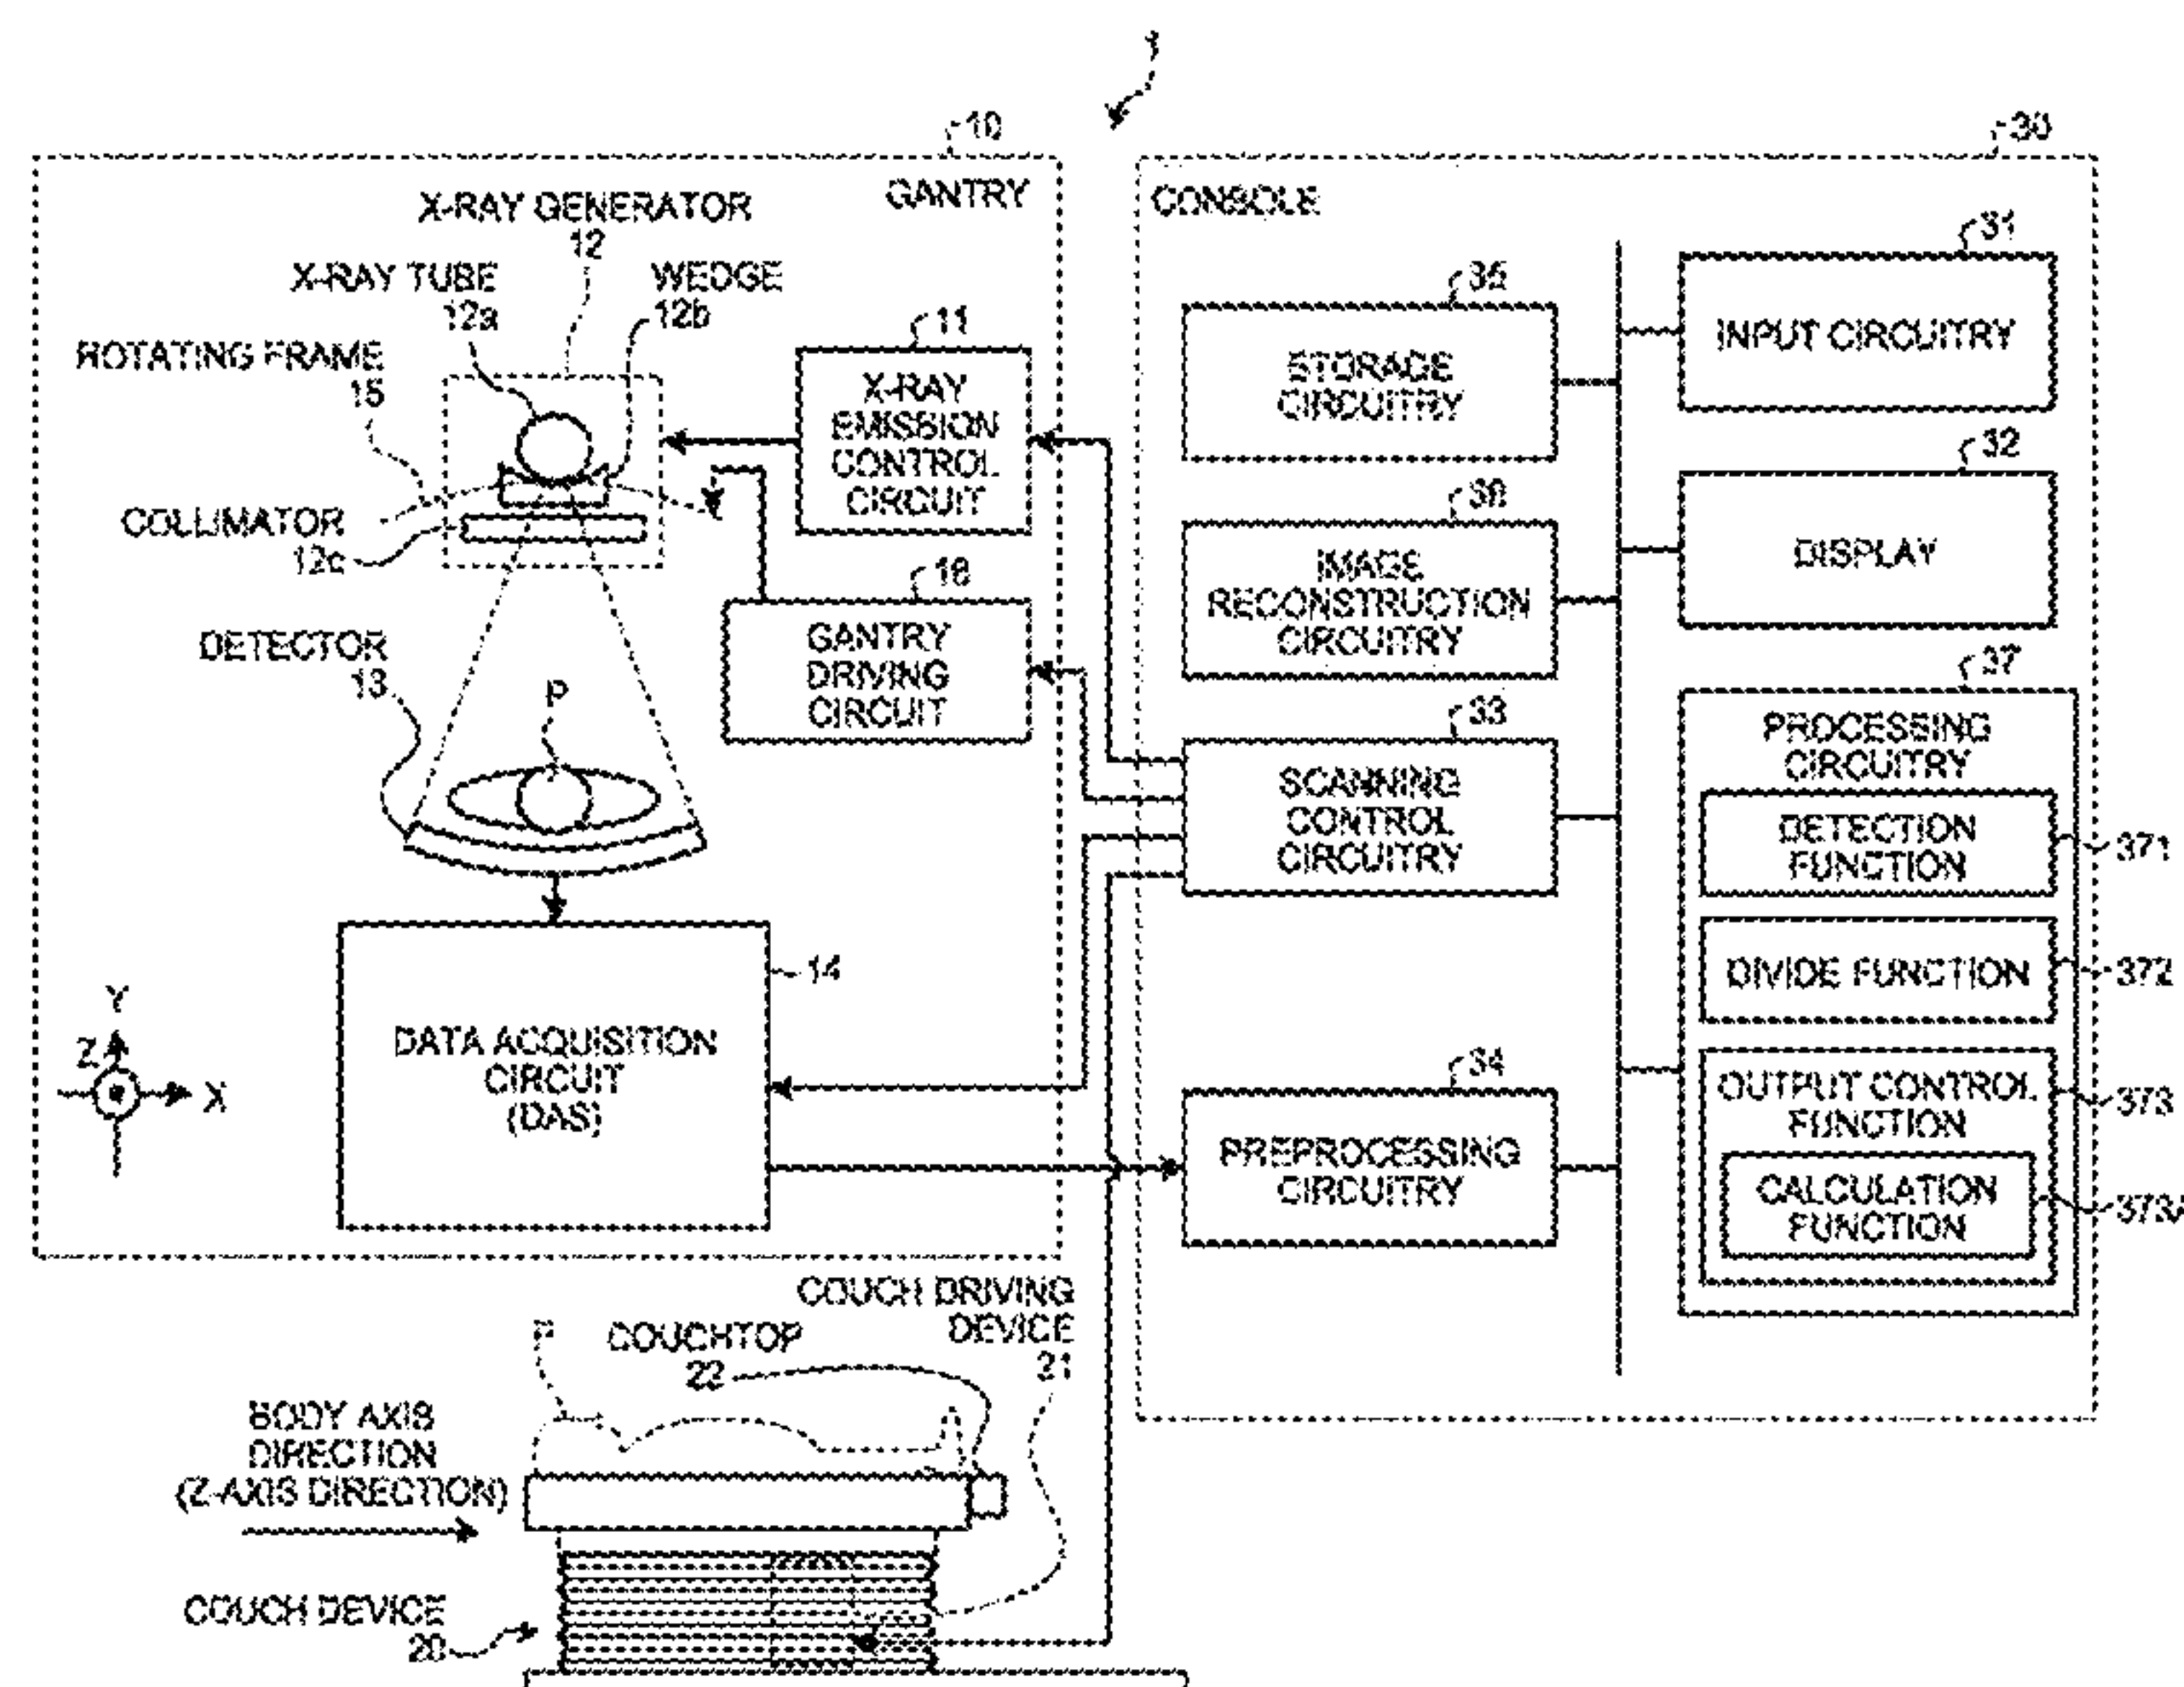 1
10
GANTRY
X-RAY GENERATOR
12
X-RAY TUBE
12a
WEDGE
12b
ROTATING FRAME
15
COLLIMATOR
12c
11
X-RAY
EMISSION
CONTROL
CIRCUIT
16
GANTRY
DRIVING
CIRCUIT
DETECTOR
13
P
14
DATA ACQUISITION
CIRCUIT
(DAS)
Y
Z
X
30
CONSOLE
35
STORAGE
CIRCUITRY
36
IMAGE
RECONSTRUCTION
CIRCUITRY
33
SCANNING
CONTROL
CIRCUITRY
34
PREPROCESSING
CIRCUITRY
31
INPUT CIRCUITRY
32
DISPLAY
37
PROCESSING
CIRCUITRY
DETECTION
FUNCTION
371
DIVIDE FUNCTION
372
OUTPUT CONTROL
FUNCTION
373
CALCULATION
FUNCTION
373A
COUCH DRIVING
DEVICE
21
P
COUCHTOP
22
BODY AXIS
DIRECTION
(Z-AXIS DIRECTION)
COUCH DEVICE
20